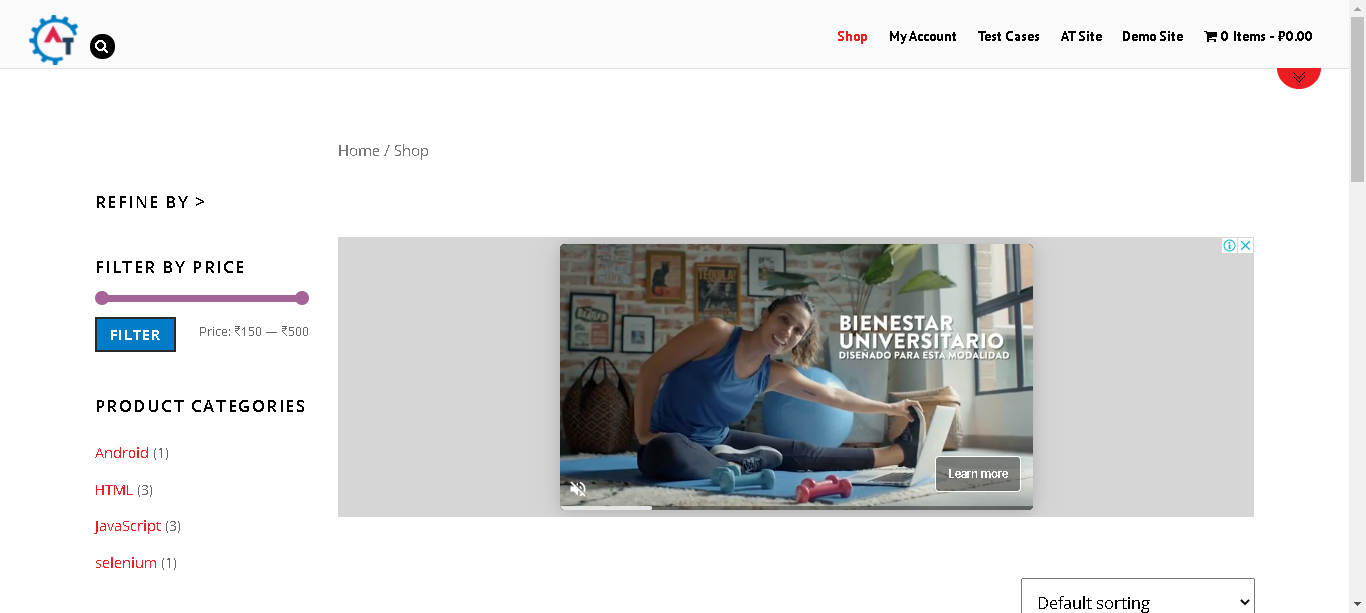 AT
Shop
My Account
Test Cases
AT Site
Demo Site
0 Items - ₽0.00
Home / Shop
REFINE BY >
FILTER BY PRICE
FILTER
Price: ₹150 — ₹500
PRODUCT CATEGORIES
Android (1)
HTML (3)
JavaScript (3)
selenium (1)
TEQUILA!
BIENESTAR
UNIVERSITARIO
DISEÑADO PARA ESTA MODALIDAD
Learn more
Default sorting